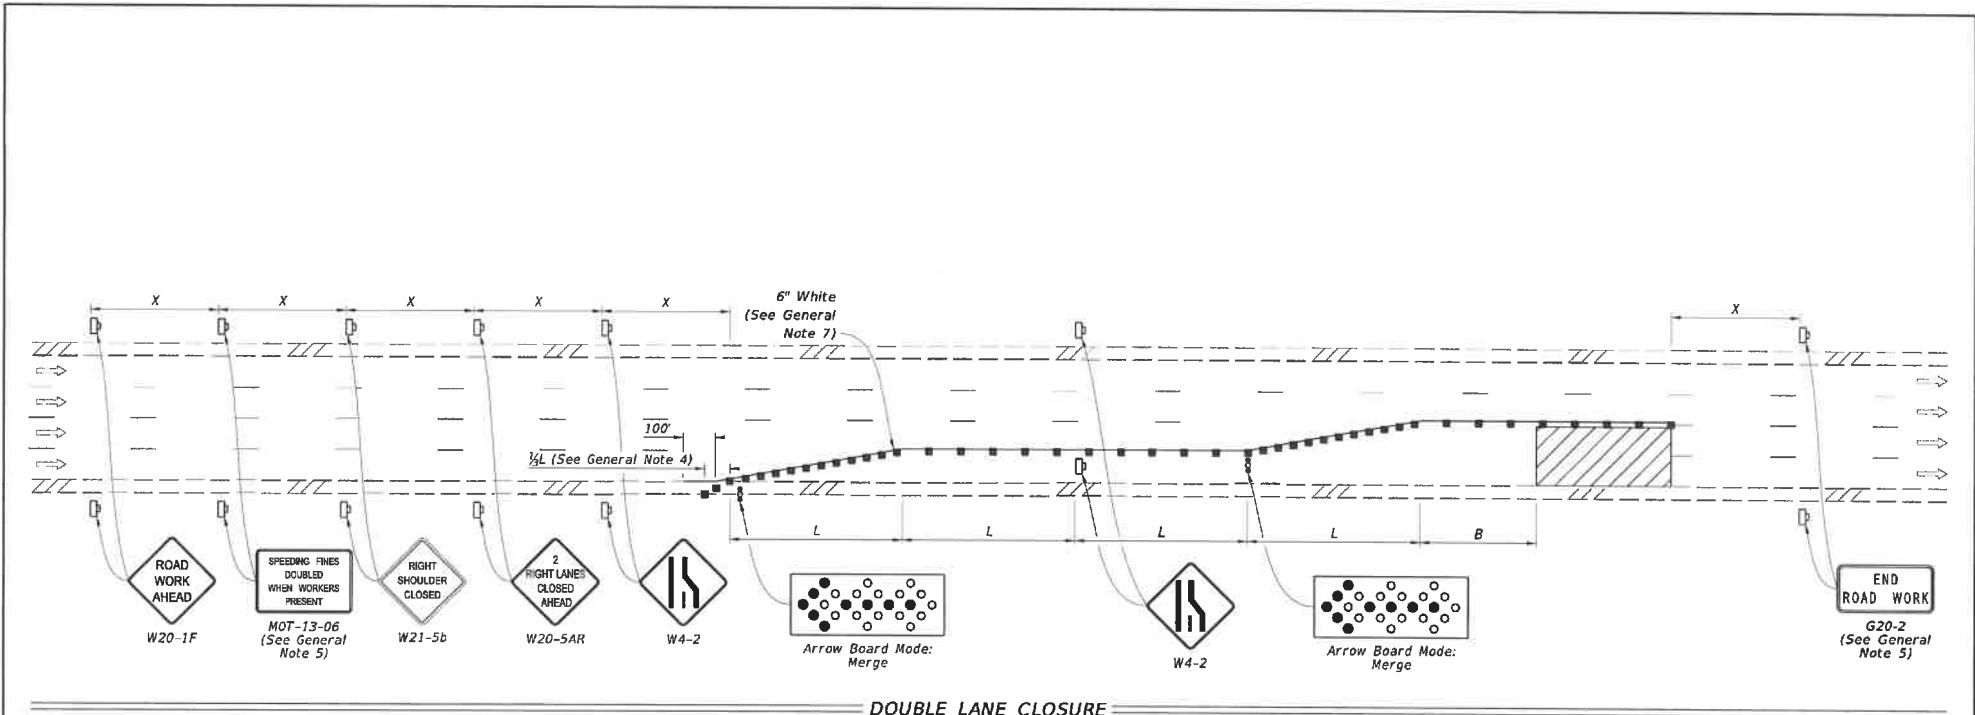 X
X
X
X
X
6" White
(See General
Note 7)
X
100'
⅓L (See General Note 4)
L
L
L
L
B
ROAD
WORK
AHEAD
W20-1F
SPEEDING FINES
DOUBLED
WHEN WORKERS
PRESENT
MOT-13-06
(See General
Note 5)
RIGHT
SHOULDER
CLOSED
W21-5b
2
RIGHT LANES
CLOSED
AHEAD
W20-5AR
W4-2
Arrow Board Mode:
Merge
W4-2
Arrow Board Mode:
Merge
END
ROAD WORK
G20-2
(See General
Note 5)
DOUBLE LANE CLOSURE